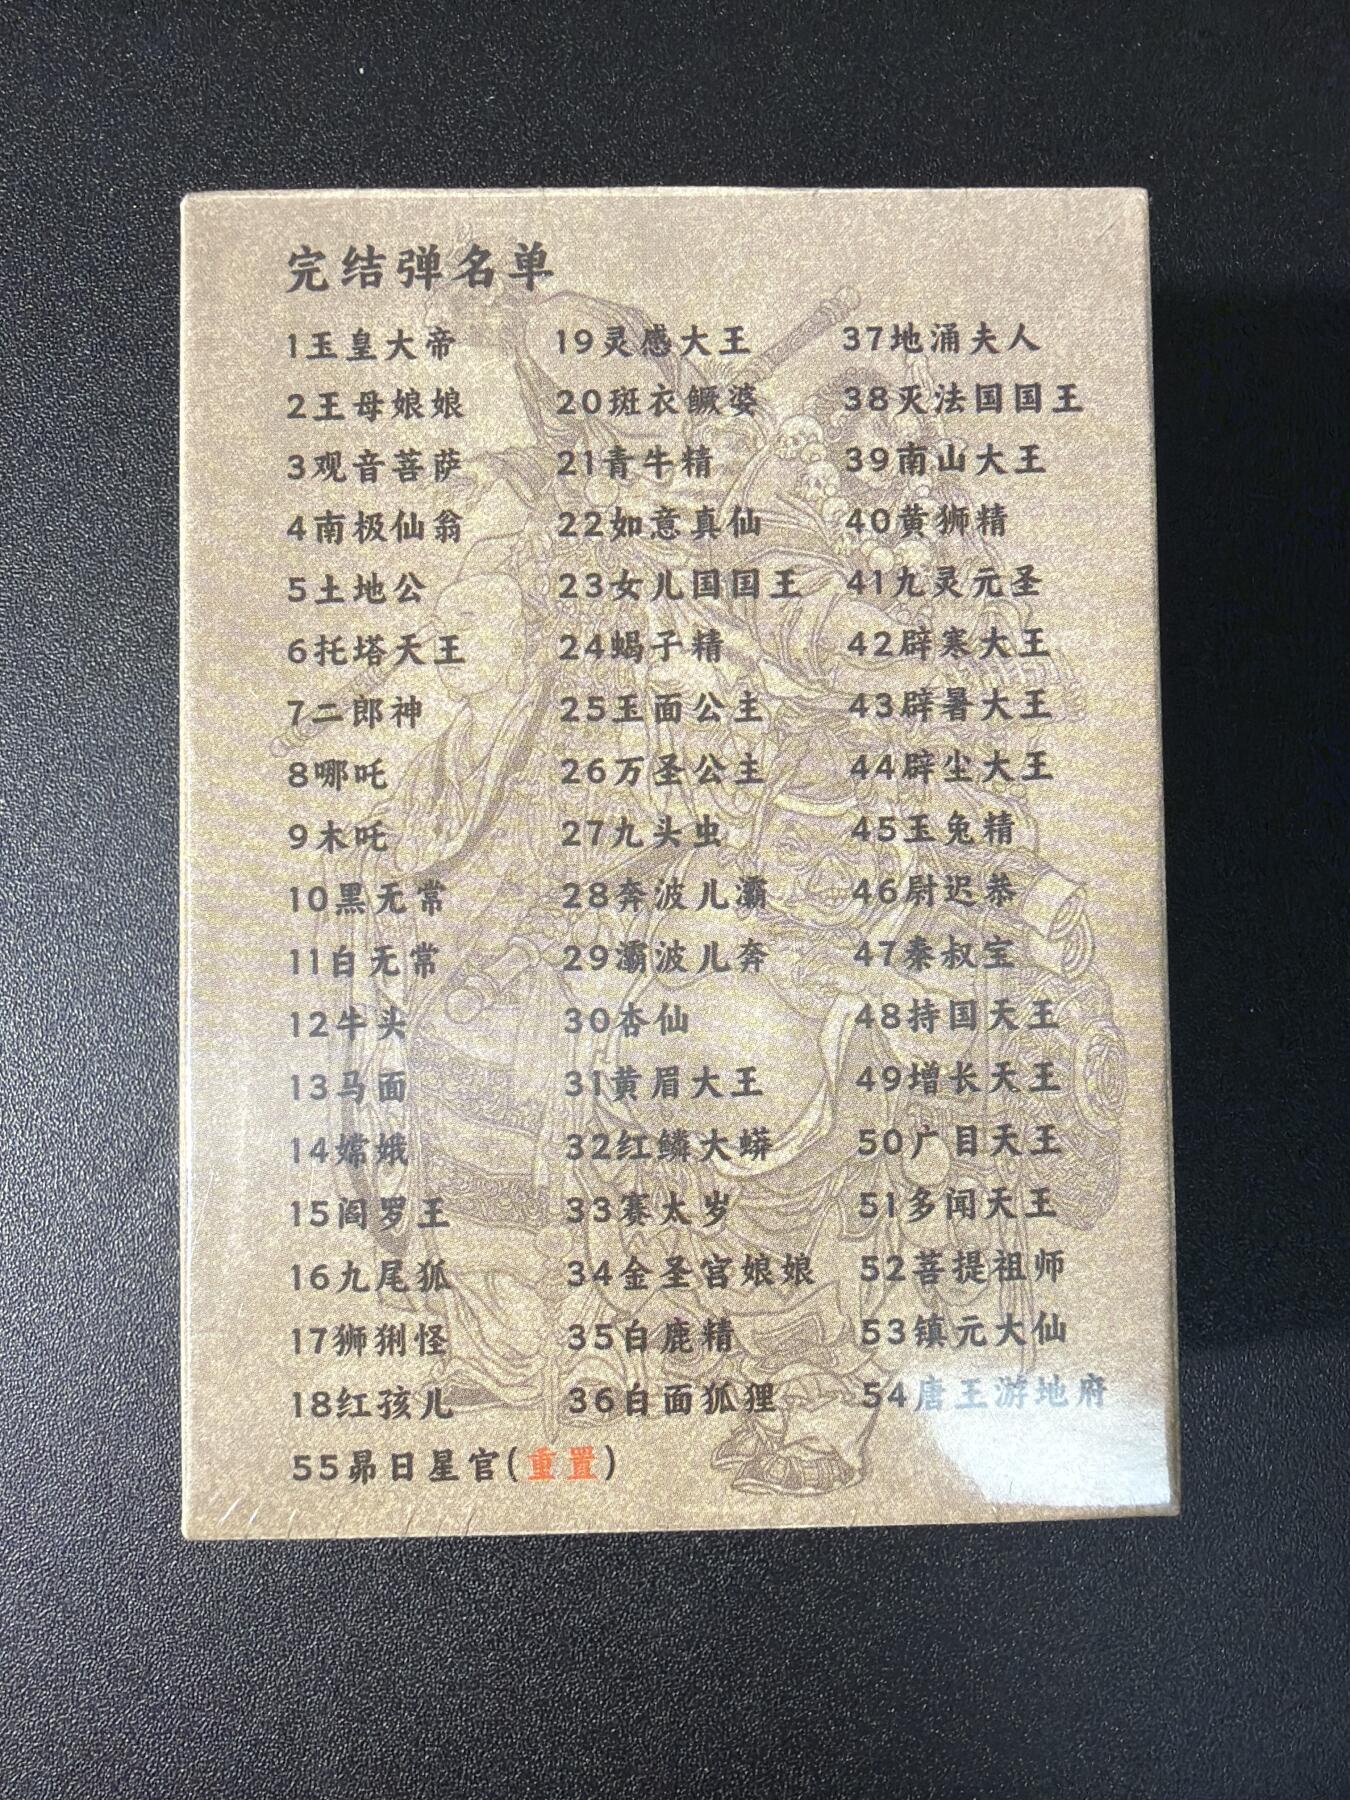 完结弹名单
1玉皇大帝
2王母娘娘
3观音菩萨
4南极仙翁
5土地公
6托塔天王
7二郎神
8哪吒
9木吒
10黑无常
11白无常
12牛头
13马面
14嫦娥
15阎罗王
16九尾狐
17狮猁怪
18红孩儿
19灵感大王
20斑衣鳜婆
21青牛精
22如意真仙
23女儿国国王
24蝎子精
25玉面公主
26万圣公主
27九头虫
28奔波儿灞
29灞波儿奔
30杏仙
31黄眉大王
32红鳞大蟒
33赛太岁
34金圣宫娘娘
35白鹿精
36白面狐狸
37地涌夫人
38灭法国国王
39南山大王
40黄狮精
41九灵元圣
42辟寒大王
43辟暑大王
44辟尘大王
45玉兔精
46尉迟恭
47秦叔宝
48持国天王
49增长天王
50广目天王
51多闻天王
52菩提祖师
53镇元大仙
54唐王游地府
55昴日星官(重置)